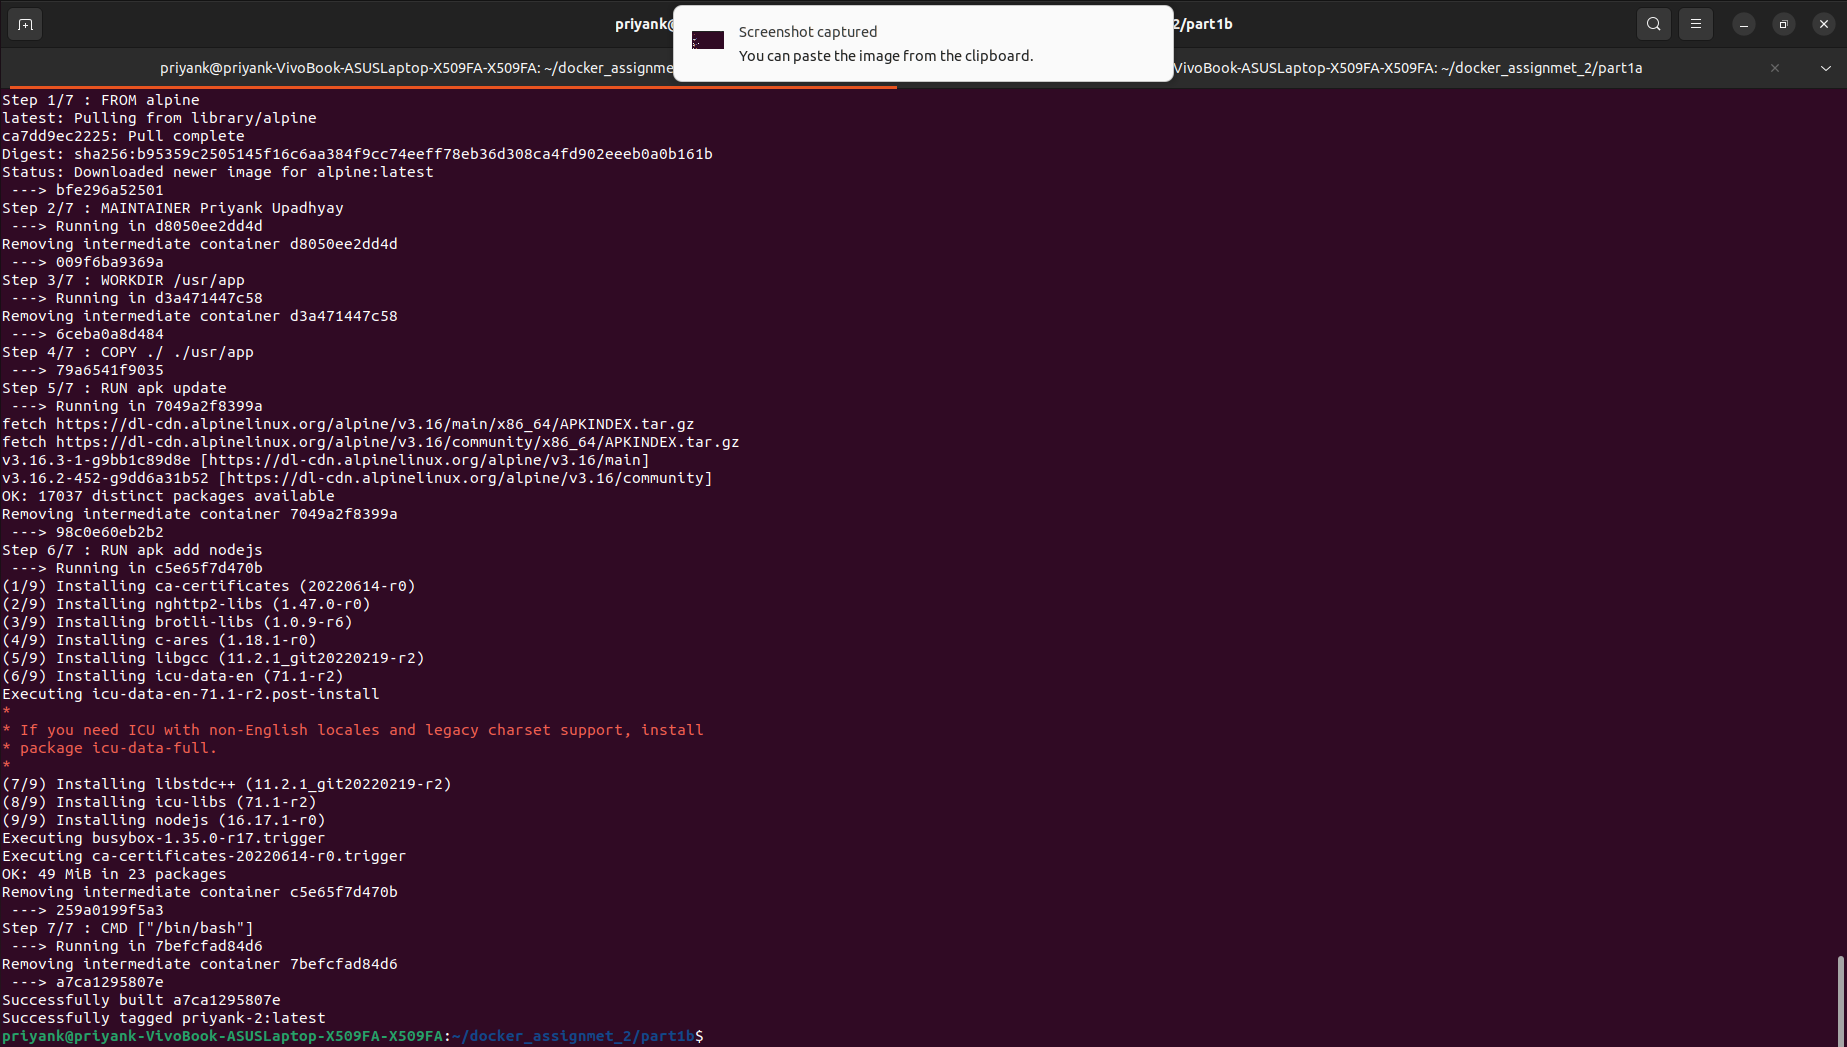 priyank@
2/part1b
Screenshot captured
You can paste the image from the clipboard.
priyank@priyank-VivoBook-ASUSLaptop-X509FA-X509FA: ~/docker_assignme
VivoBook-ASUSLaptop-X509FA-X509FA: ~/docker_assignmet_2/part1a
Step 1/7 : FROM alpine
latest: Pulling from library/alpine
ca7dd9ec2225: Pull complete
Digest: sha256:b95359c2505145f16c6aa384f9cc74eeff78eb36d308ca4fd902eeeb0a0b161b
Status: Downloaded newer image for alpine:latest
 ---> bfe296a52501
Step 2/7 : MAINTAINER Priyank Upadhyay
 ---> Running in d8050ee2dd4d
Removing intermediate container d8050ee2dd4d
 ---> 009f6ba9369a
Step 3/7 : WORKDIR /usr/app
 ---> Running in d3a471447c58
Removing intermediate container d3a471447c58
 ---> 6ceba0a8d484
Step 4/7 : COPY ./ ./usr/app
 ---> 79a6541f9035
Step 5/7 : RUN apk update
 ---> Running in 7049a2f8399a
fetch https://dl-cdn.alpinelinux.org/alpine/v3.16/main/x86_64/APKINDEX.tar.gz
fetch https://dl-cdn.alpinelinux.org/alpine/v3.16/community/x86_64/APKINDEX.tar.gz
v3.16.3-1-g9bb1c89d8e [https://dl-cdn.alpinelinux.org/alpine/v3.16/main]
v3.16.2-452-g9dd6a31b52 [https://dl-cdn.alpinelinux.org/alpine/v3.16/community]
OK: 17037 distinct packages available
Removing intermediate container 7049a2f8399a
 ---> 98c0e60eb2b2
Step 6/7 : RUN apk add nodejs
 ---> Running in c5e65f7d470b
(1/9) Installing ca-certificates (20220614-r0)
(2/9) Installing nghttp2-libs (1.47.0-r0)
(3/9) Installing brotli-libs (1.0.9-r6)
(4/9) Installing c-ares (1.18.1-r0)
(5/9) Installing libgcc (11.2.1_git20220219-r2)
(6/9) Installing icu-data-en (71.1-r2)
Executing icu-data-en-71.1-r2.post-install
*
* If you need ICU with non-English locales and legacy charset support, install
* package icu-data-full.
*
(7/9) Installing libstdc++ (11.2.1_git20220219-r2)
(8/9) Installing icu-libs (71.1-r2)
(9/9) Installing nodejs (16.17.1-r0)
Executing busybox-1.35.0-r17.trigger
Executing ca-certificates-20220614-r0.trigger
OK: 49 MiB in 23 packages
Removing intermediate container c5e65f7d470b
 ---> 259a0199f5a3
Step 7/7 : CMD ["/bin/bash"]
 ---> Running in 7befcfad84d6
Removing intermediate container 7befcfad84d6
 ---> a7ca1295807e
Successfully built a7ca1295807e
Successfully tagged priyank-2:latest
priyank@priyank-VivoBook-ASUSLaptop-X509FA-X509FA:~/docker_assignmet_2/part1b$